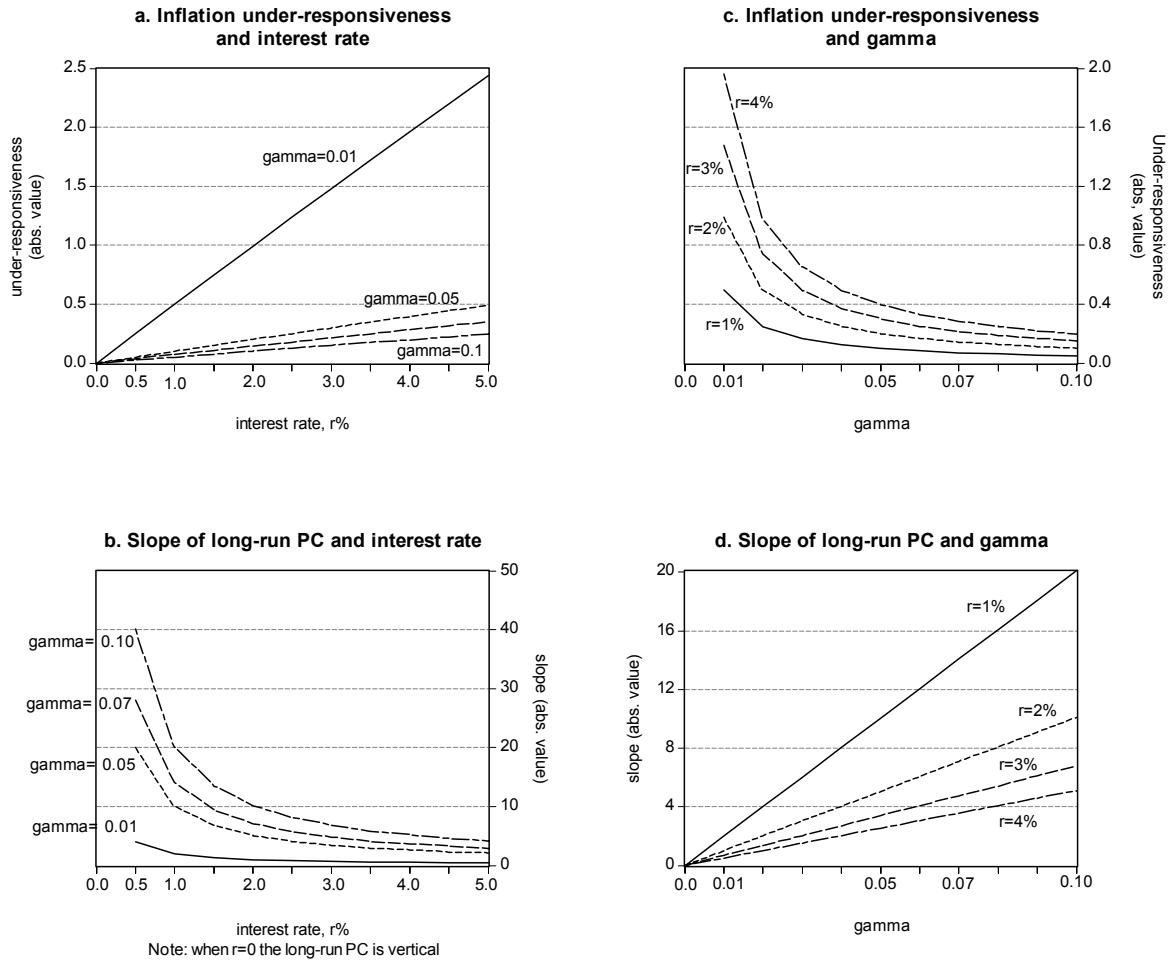 a. Inflation under-responsiveness
and interest rate
2.5
2.0
1.5
1.0
0.5
0.0
under-responsiveness
(abs. value)
gamma=0.01
gamma=0.05
gamma=0.1
0.0 0.5 1.0 2.0 3.0 4.0 5.0
interest rate, r%
c. Inflation under-responsiveness
and gamma
2.0
1.6
1.2
0.8
0.4
0.0
Under-responsiveness
(abs, value)
r=4%
r=3%
r=2%
r=1%
0.0 0.01 0.05 0.07 0.10
gamma
b. Slope of long-run PC and interest rate
50
40
30
20
10
0
slope (abs. value)
gamma= 0.10
gamma= 0.07
gamma= 0.05
gamma= 0.01
0.0 0.5 1.0 2.0 3.0 4.0 5.0
interest rate, r%
Note: when r=0 the long-run PC is vertical
d. Slope of long-run PC and gamma
20
16
12
8
4
0
slope (abs. value)
r=1%
r=2%
r=3%
r=4%
0.0 0.01 0.05 0.07 0.10
gamma